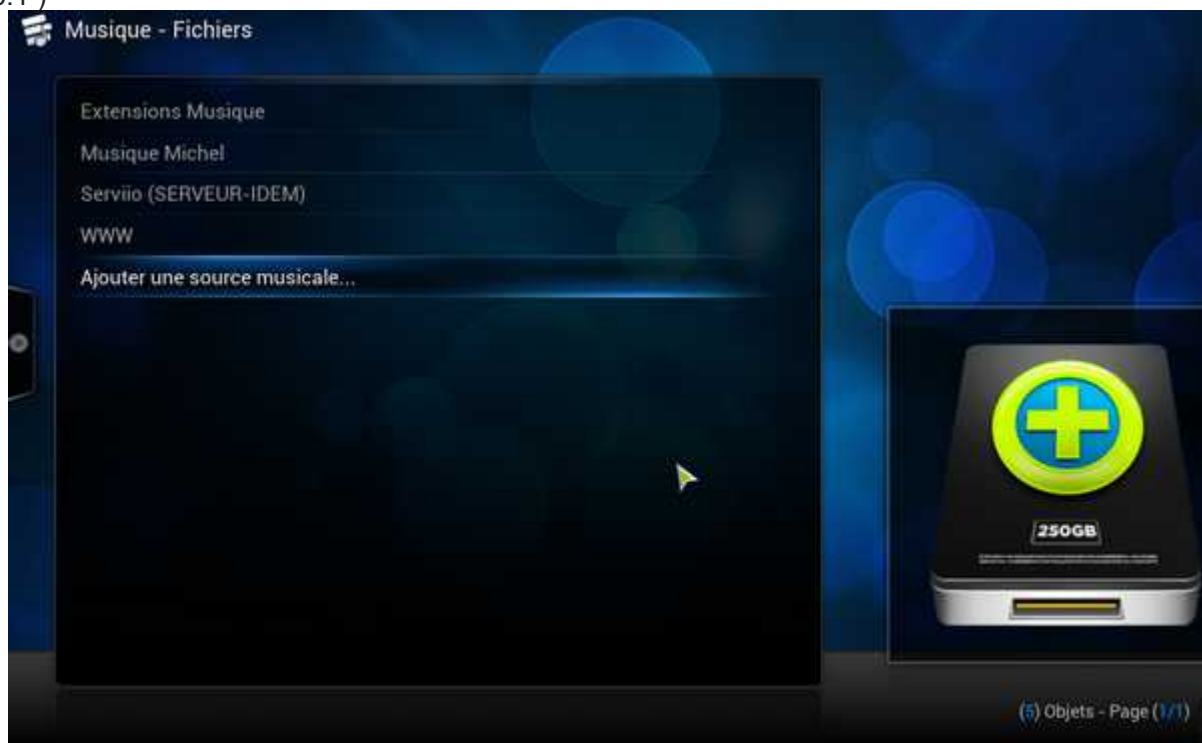 Musique - Fichiers
Extensions Musique
Musique Michel
Serviio (SERVEUR-IDEM)
WWW
Ajouter une source musicale...
250GB
(5) Objets - Page (1/1)